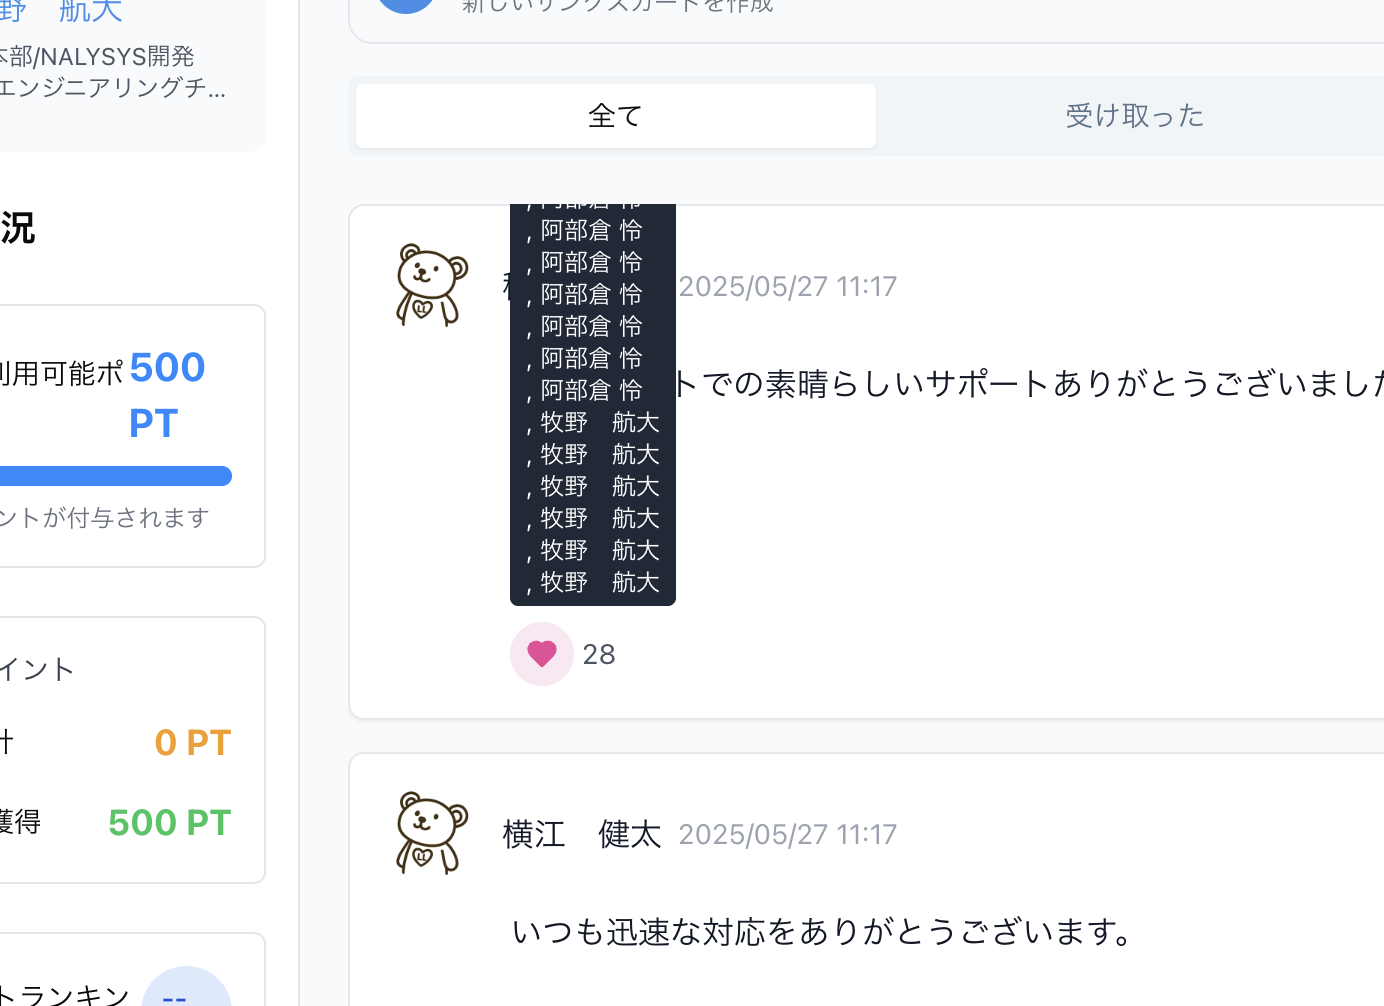 野　航大
本部/NALYSYS開発
エンジニアリングチ...
況
利用可能ポ
500
PT
ントが付与されます
イント
計
0 PT
獲得
500 PT
トランキン
--
新しいサンクスカードを作成
全て
受け取った
, 阿部倉 怜
, 阿部倉 怜
, 阿部倉 怜
, 阿部倉 怜
, 阿部倉 怜
, 阿部倉 怜
, 阿部倉 怜
, 牧野　航大
, 牧野　航大
, 牧野　航大
, 牧野　航大
, 牧野　航大
, 牧野　航大
2025/05/27 11:17
トでの素晴らしいサポートありがとうございました
28
横江　健太
2025/05/27 11:17
いつも迅速な対応をありがとうございます。